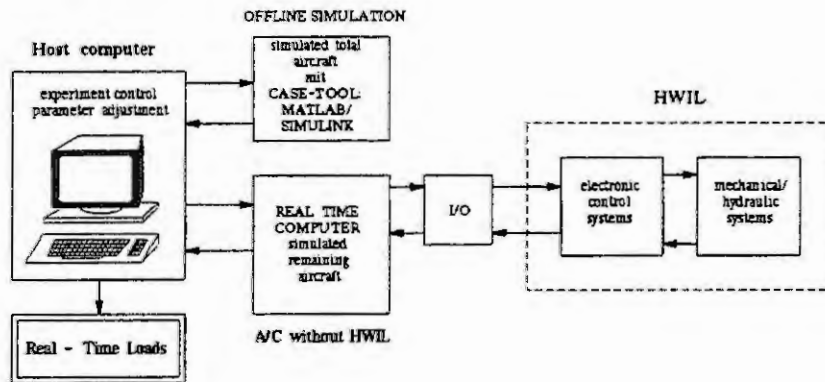 OFFLINE SIMULATION
Host computer
experiment control
parameter adjustment
simulated total
aircraft
mit
CASE-TOOL:
MATLAB/
SIMULINK
HWIL
REAL TIME
COMPUTER
simulated
remaining
aircraft
I/O
electronic
control
systems
mechanical/
hydraulic
systems
A/C without HWIL
Real - Time Loads